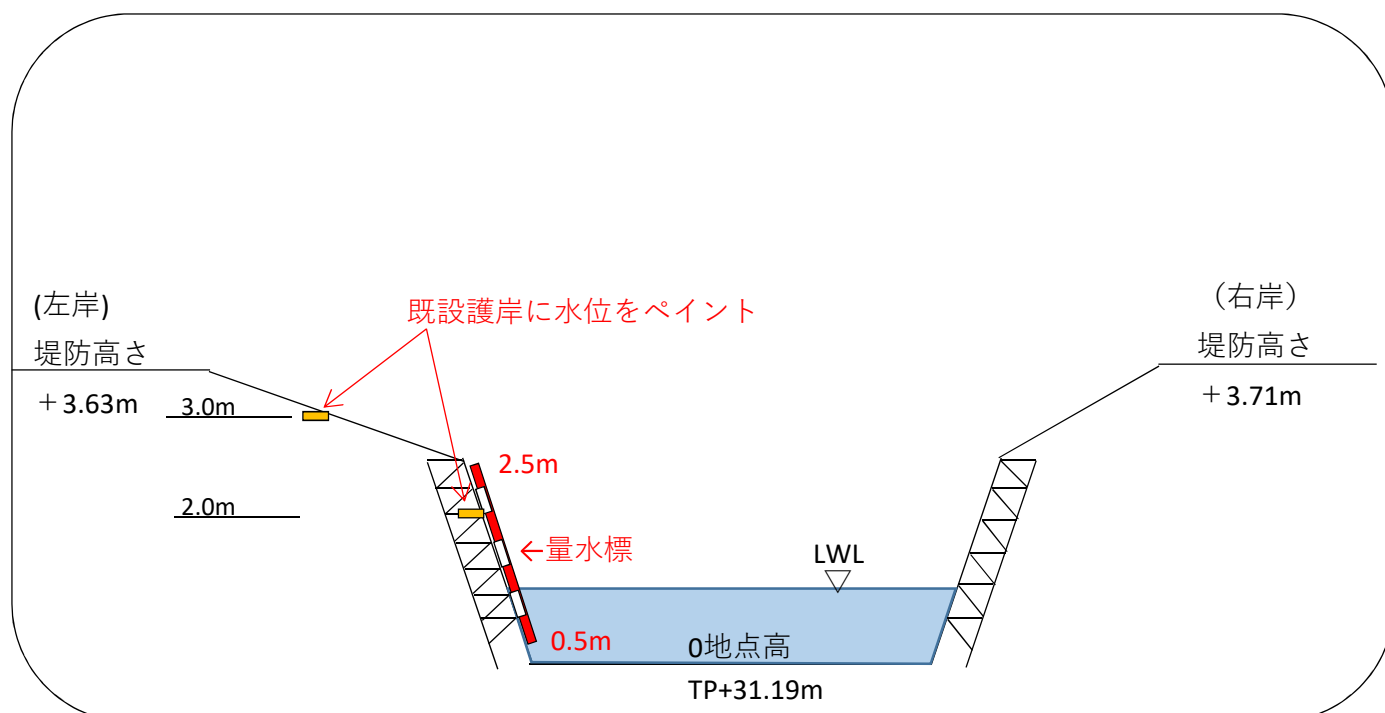 (左岸)
堤防高さ
＋3.63m
3.0m
2.0m
既設護岸に水位をペイント
2.5m
←量水標
0.5m
LWL
0地点高
TP+31.19m
（右岸）
堤防高さ
＋3.71m